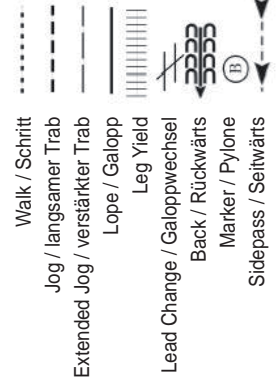 Walk / Schritt
Jog / langsamer Trab
Extended Jog / verstärkter Trab
Lope / Galopp
Leg Yield
Lead Change / Galoppwechsel
Back / Rückwärts
Marker / Pylone
B
Sidepass / Seitwärts